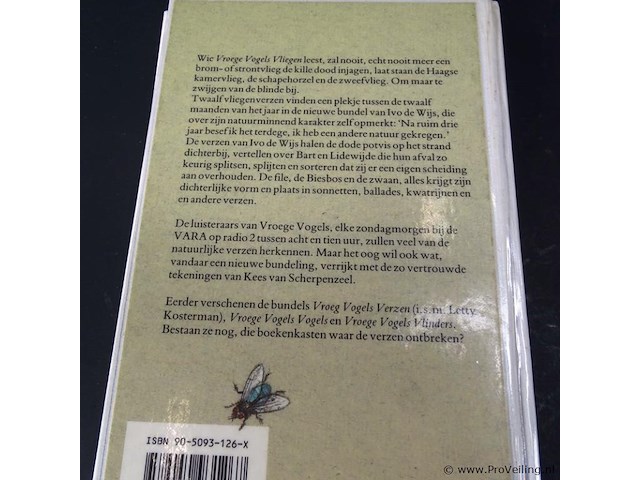 Wie Vroege Vogels Vliegen leest, zal nooit, echt nooit meer een
brom- of strontvlieg de kille dood injagen, laat staan de Haagse
kamervlieg, de schapehorzel en de zweefvlieg. Om maar te
zwijgen van de blinde bij.
Twaalf vliegenverzen vinden een plekje tussen de twaalf
maanden van het jaar in de nieuwe bundel van Ivo de Wijs, die
over zijn natuurminnend karakter zelf opmerkt: 'Na ruim drie
jaar besef ik het terdege, ik heb een andere natuur gekregen.'
De verzen van Ivo de Wijs halen de dode potvis op het strand
dichterbij, vertellen over Bart en Lidewijde die hun afval zo
keurig splitsen, splijten en sorteren dat zij er een eigen scheiding
aan overhouden. De file, de Biesbos en de zwaan, alles krijgt zijn
dichterlijke vorm en plaats in sonnetten, ballades, kwatrijnen en
en andere verzen.
De luisteraars van Vroege Vogels, elke zondagmorgen bij de
VARA op radio 2 tussen acht en tien uur, zullen veel van de
natuurlijke verzen herkennen. Maar het oog wil ook wat,
vandaar een nieuwe bundeling, verrijkt met de zo vertrouwde
tekeningen van Kees van Scherpenzeel.
Eerder verschenen de bundels Vroeg Vogels Verzen (i.s.m. Letty
Kosterman), Vroege Vogels Vogels en Vroege Vogels Vlinders.
Bestaan ze nog, die boekenkasten waar de verzen ontbreken?
ISBN 90-5093-126-X
© www.ProVeiling.nl